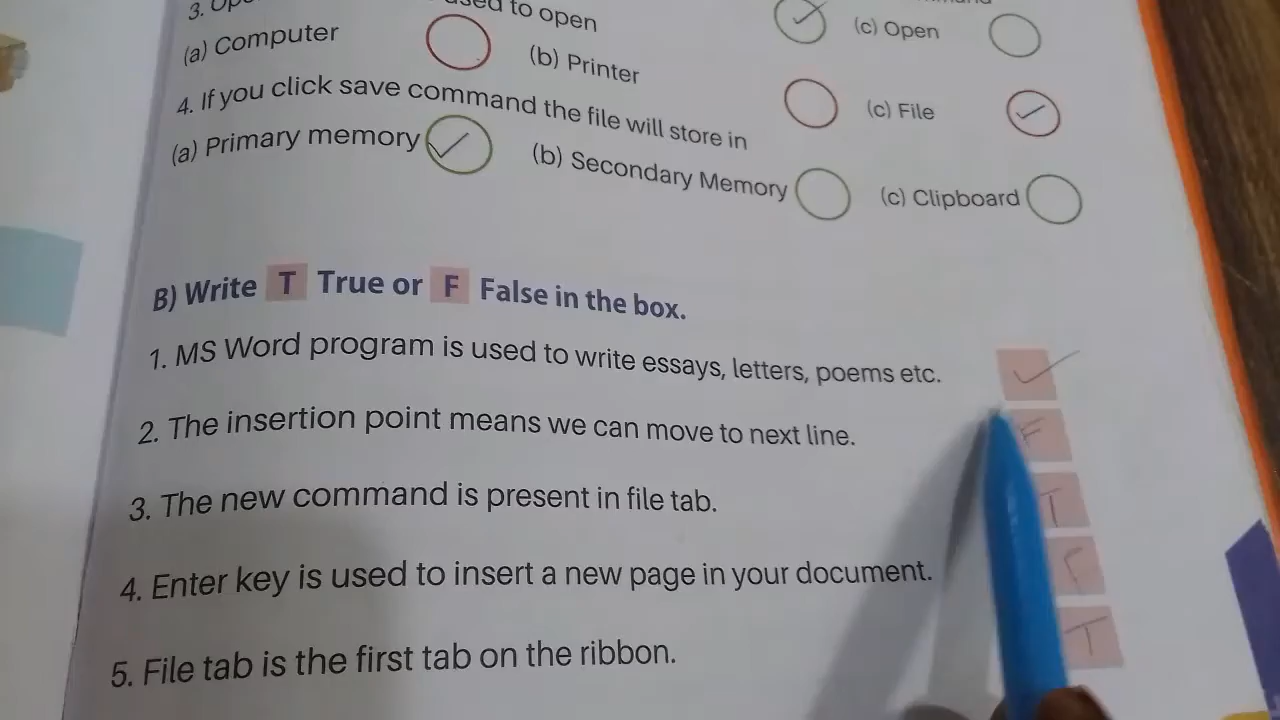 3.
to open
(c) Open
(a) Computer
(b) Printer
(c) File
4. If you click save command the file will store in
(a) Primary memory
(b) Secondary Memory
(c) Clipboard
B) Write T True or F False in the box.
1. MS Word program is used to write essays, letters, poems etc.
2. The insertion point means we can move to next line. F
3. The new command is present in file tab. T
4. Enter key is used to insert a new page in your document. F
5. File tab is the first tab on the ribbon. T